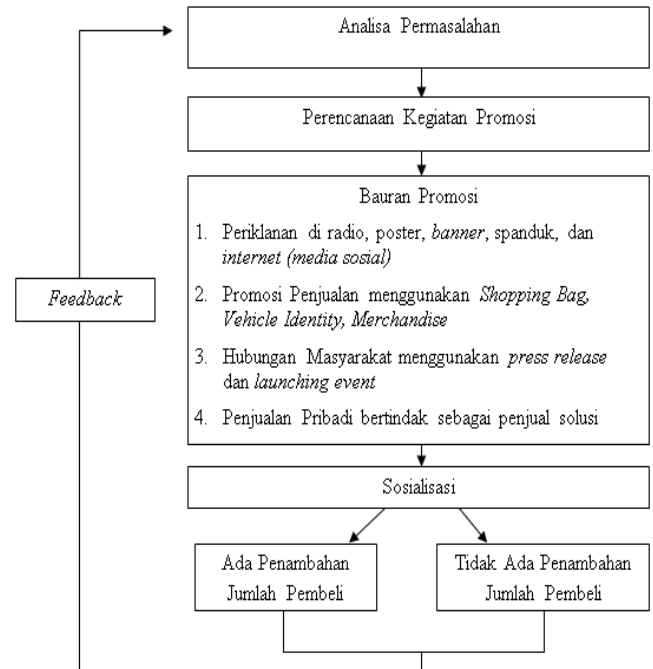 Analisa Permasalahan
Perencanaan Kegiatan Promosi
Bauran Promosi
1. Periklanan di radio, poster, banner, spanduk, dan
internet (media sosial)
2. Promosi Penjualan menggunakan Shopping Bag,
Vehicle Identity, Merchandise
3. Hubungan Masyarakat menggunakan press release
dan launching event
4. Penjualan Pribadi bertindak sebagai penjual solusi
Feedback
Sosialisasi
Ada Penambahan
Jumlah Pembeli
Tidak Ada Penambahan
Jumlah Pembeli